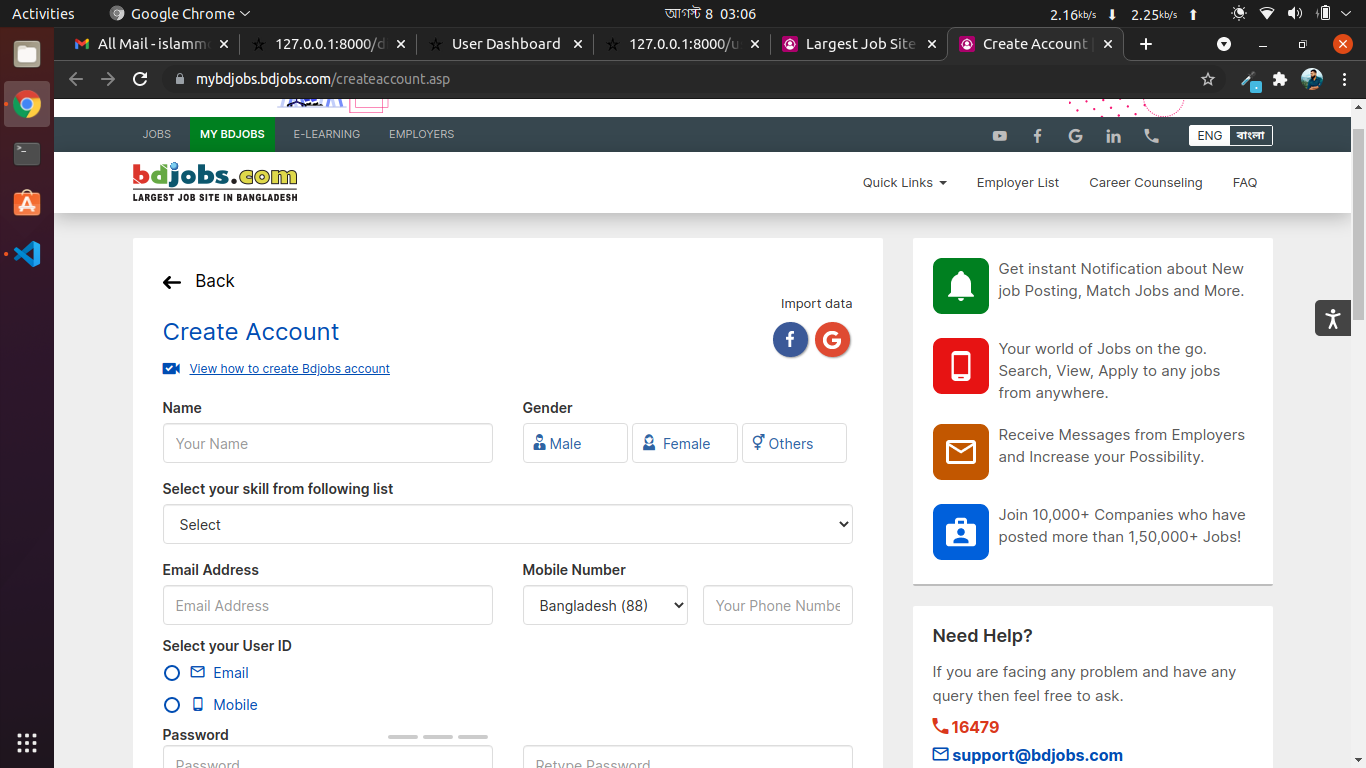 Activities
Google Chrome
আগস্ট 8 03:06
2.16kb/s
2.25kb/s
All Mail - islamm
127.0.0.1:8000/d
User Dashboard
127.0.0.1:8000/u
Largest Job Site
Create Account
mybdjobs.bdjobs.com/createaccount.asp
JOBS
MY BDJOBS
E-LEARNING
EMPLOYERS
ENG
বাংলা
bdjobs.com
LARGEST JOB SITE IN BANGLADESH
Quick Links
Employer List
Career Counseling
FAQ
Back
Import data
Create Account
View how to create Bdjobs account
Name
Gender
Your Name
Male
Female
Others
Select your skill from following list
Select
Email Address
Mobile Number
Email Address
Bangladesh (88)
Your Phone Numbe
Select your User ID
Email
Mobile
Password
Password
Retype Password
Get instant Notification about New
job Posting, Match Jobs and More.
Your world of Jobs on the go.
Search, View, Apply to any jobs
from anywhere.
Receive Messages from Employers
and Increase your Possibility.
Join 10,000+ Companies who have
posted more than 1,50,000+ Jobs!
Need Help?
If you are facing any problem and have any
query then feel free to ask.
16479
support@bdjobs.com